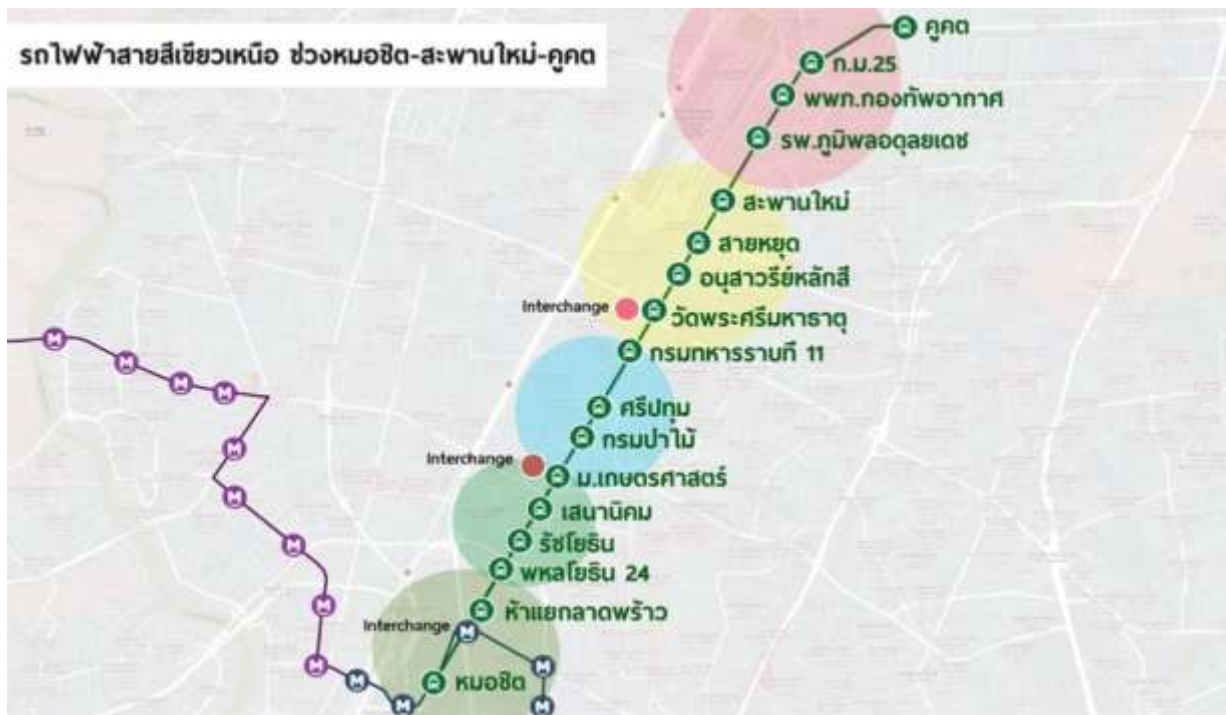 รถไฟฟ้าสายสีเขียวเหนือ ช่วงหมอชิต-สะพานใหม่-คูคต
คูคต
ก.ม.25
พพภ.กองทัพอากาศ
รพ.ภูมิพลอดุลยเดช
สะพานใหม่
สายหยุด
อนุสาวรีย์หลักสี่
Interchange
วัดพระศรีมหาธาตุ
กรมทหารราบที่ 11
ศรีปทุม
กรมป่าไม้
Interchange
ม.เกษตรศาสตร์
เสนานิคม
รัชโยธิน
พหลโยธิน 24
ห้าแยกลาดพร้าว
Interchange
หมอชิต